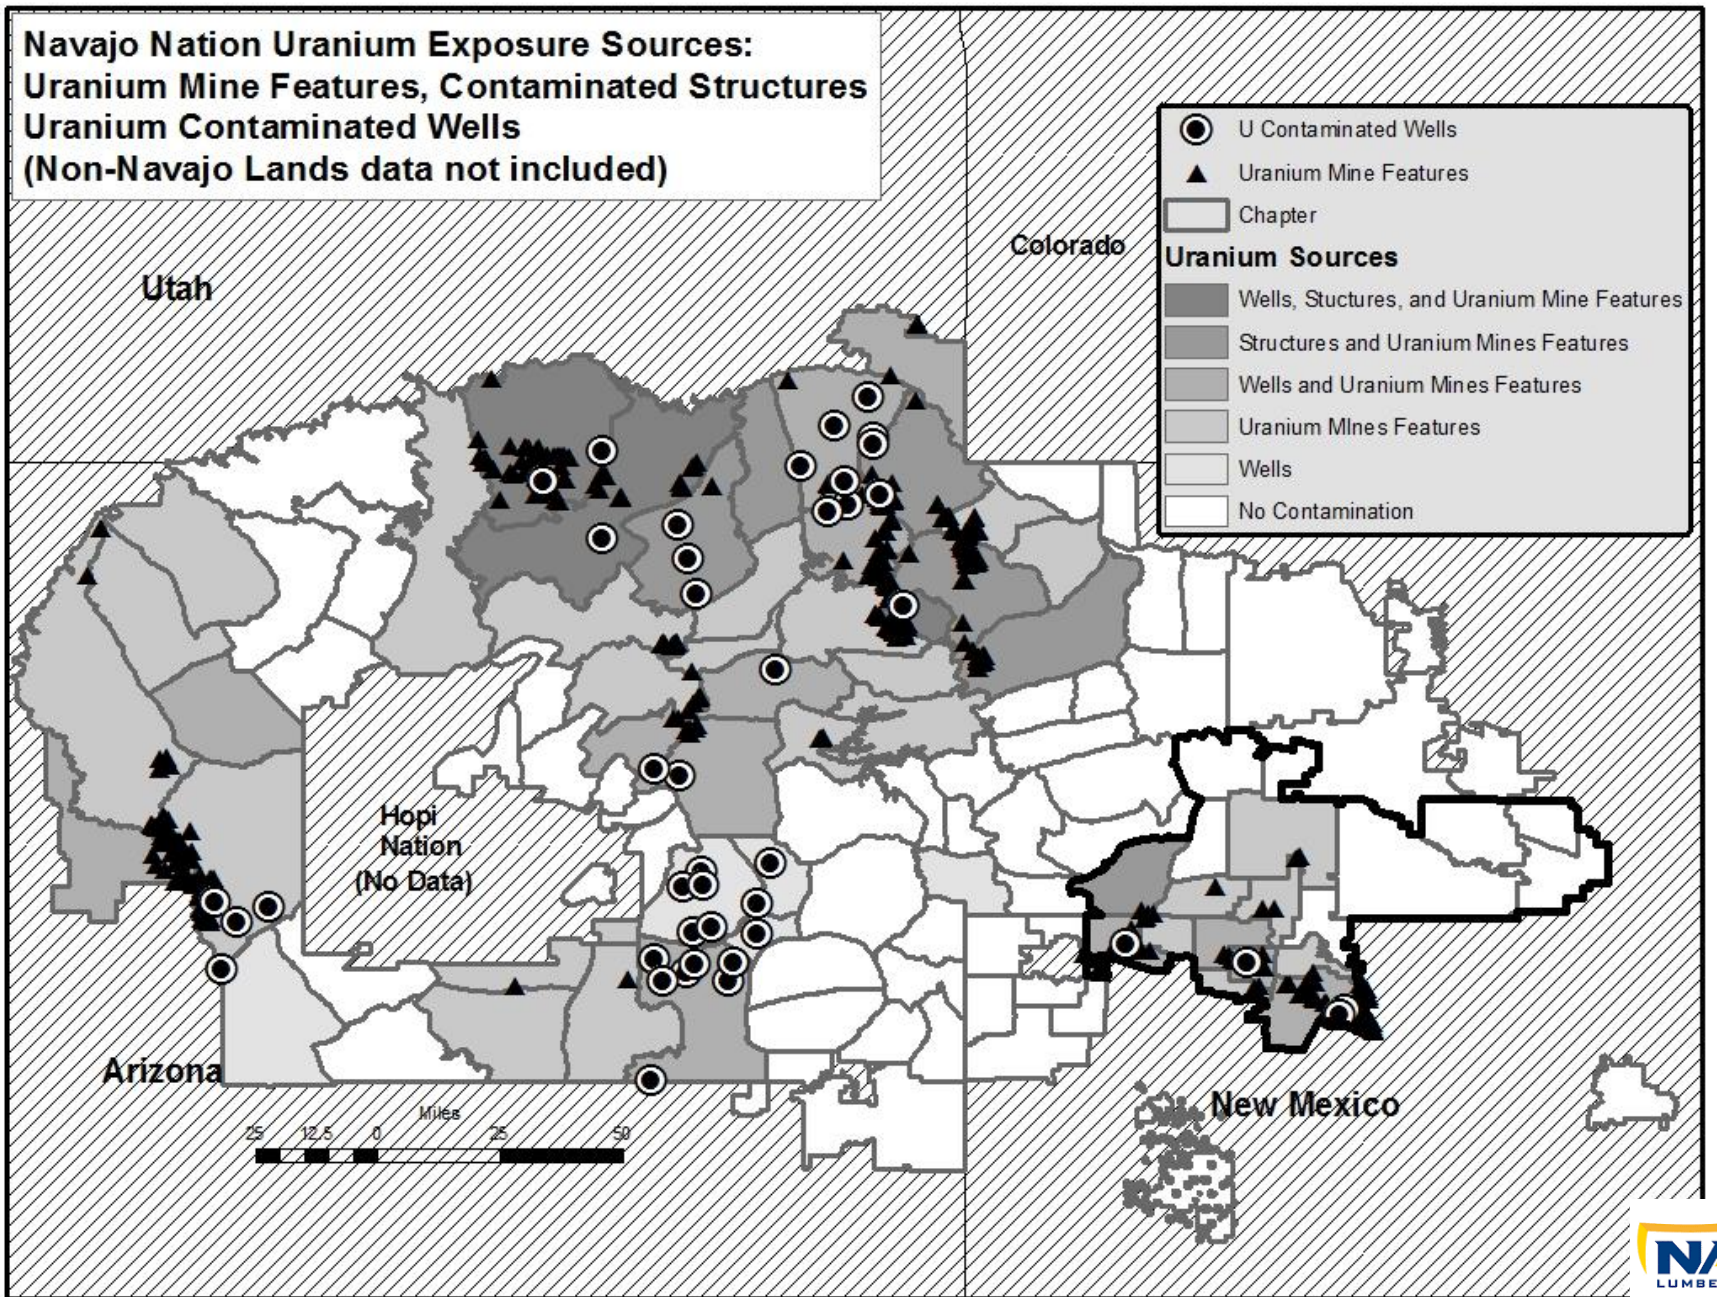 Navajo Nation Uranium Exposure Sources:
Uranium Mine Features, Contaminated Structures
Uranium Contaminated Wells
(Non-Navajo Lands data not included)
U Contaminated Wells
Uranium Mine Features
Chapter
Uranium Sources
Wells, Stuctures, and Uranium Mine Features
Structures and Uranium Mines Features
Wells and Uranium Mines Features
Uranium MInes Features
Wells
No Contamination
Colorado
Utah
Hopi
Nation
(No Data)
Arizona
New Mexico
Miles
25 12.5 0 25 50
LUMBE